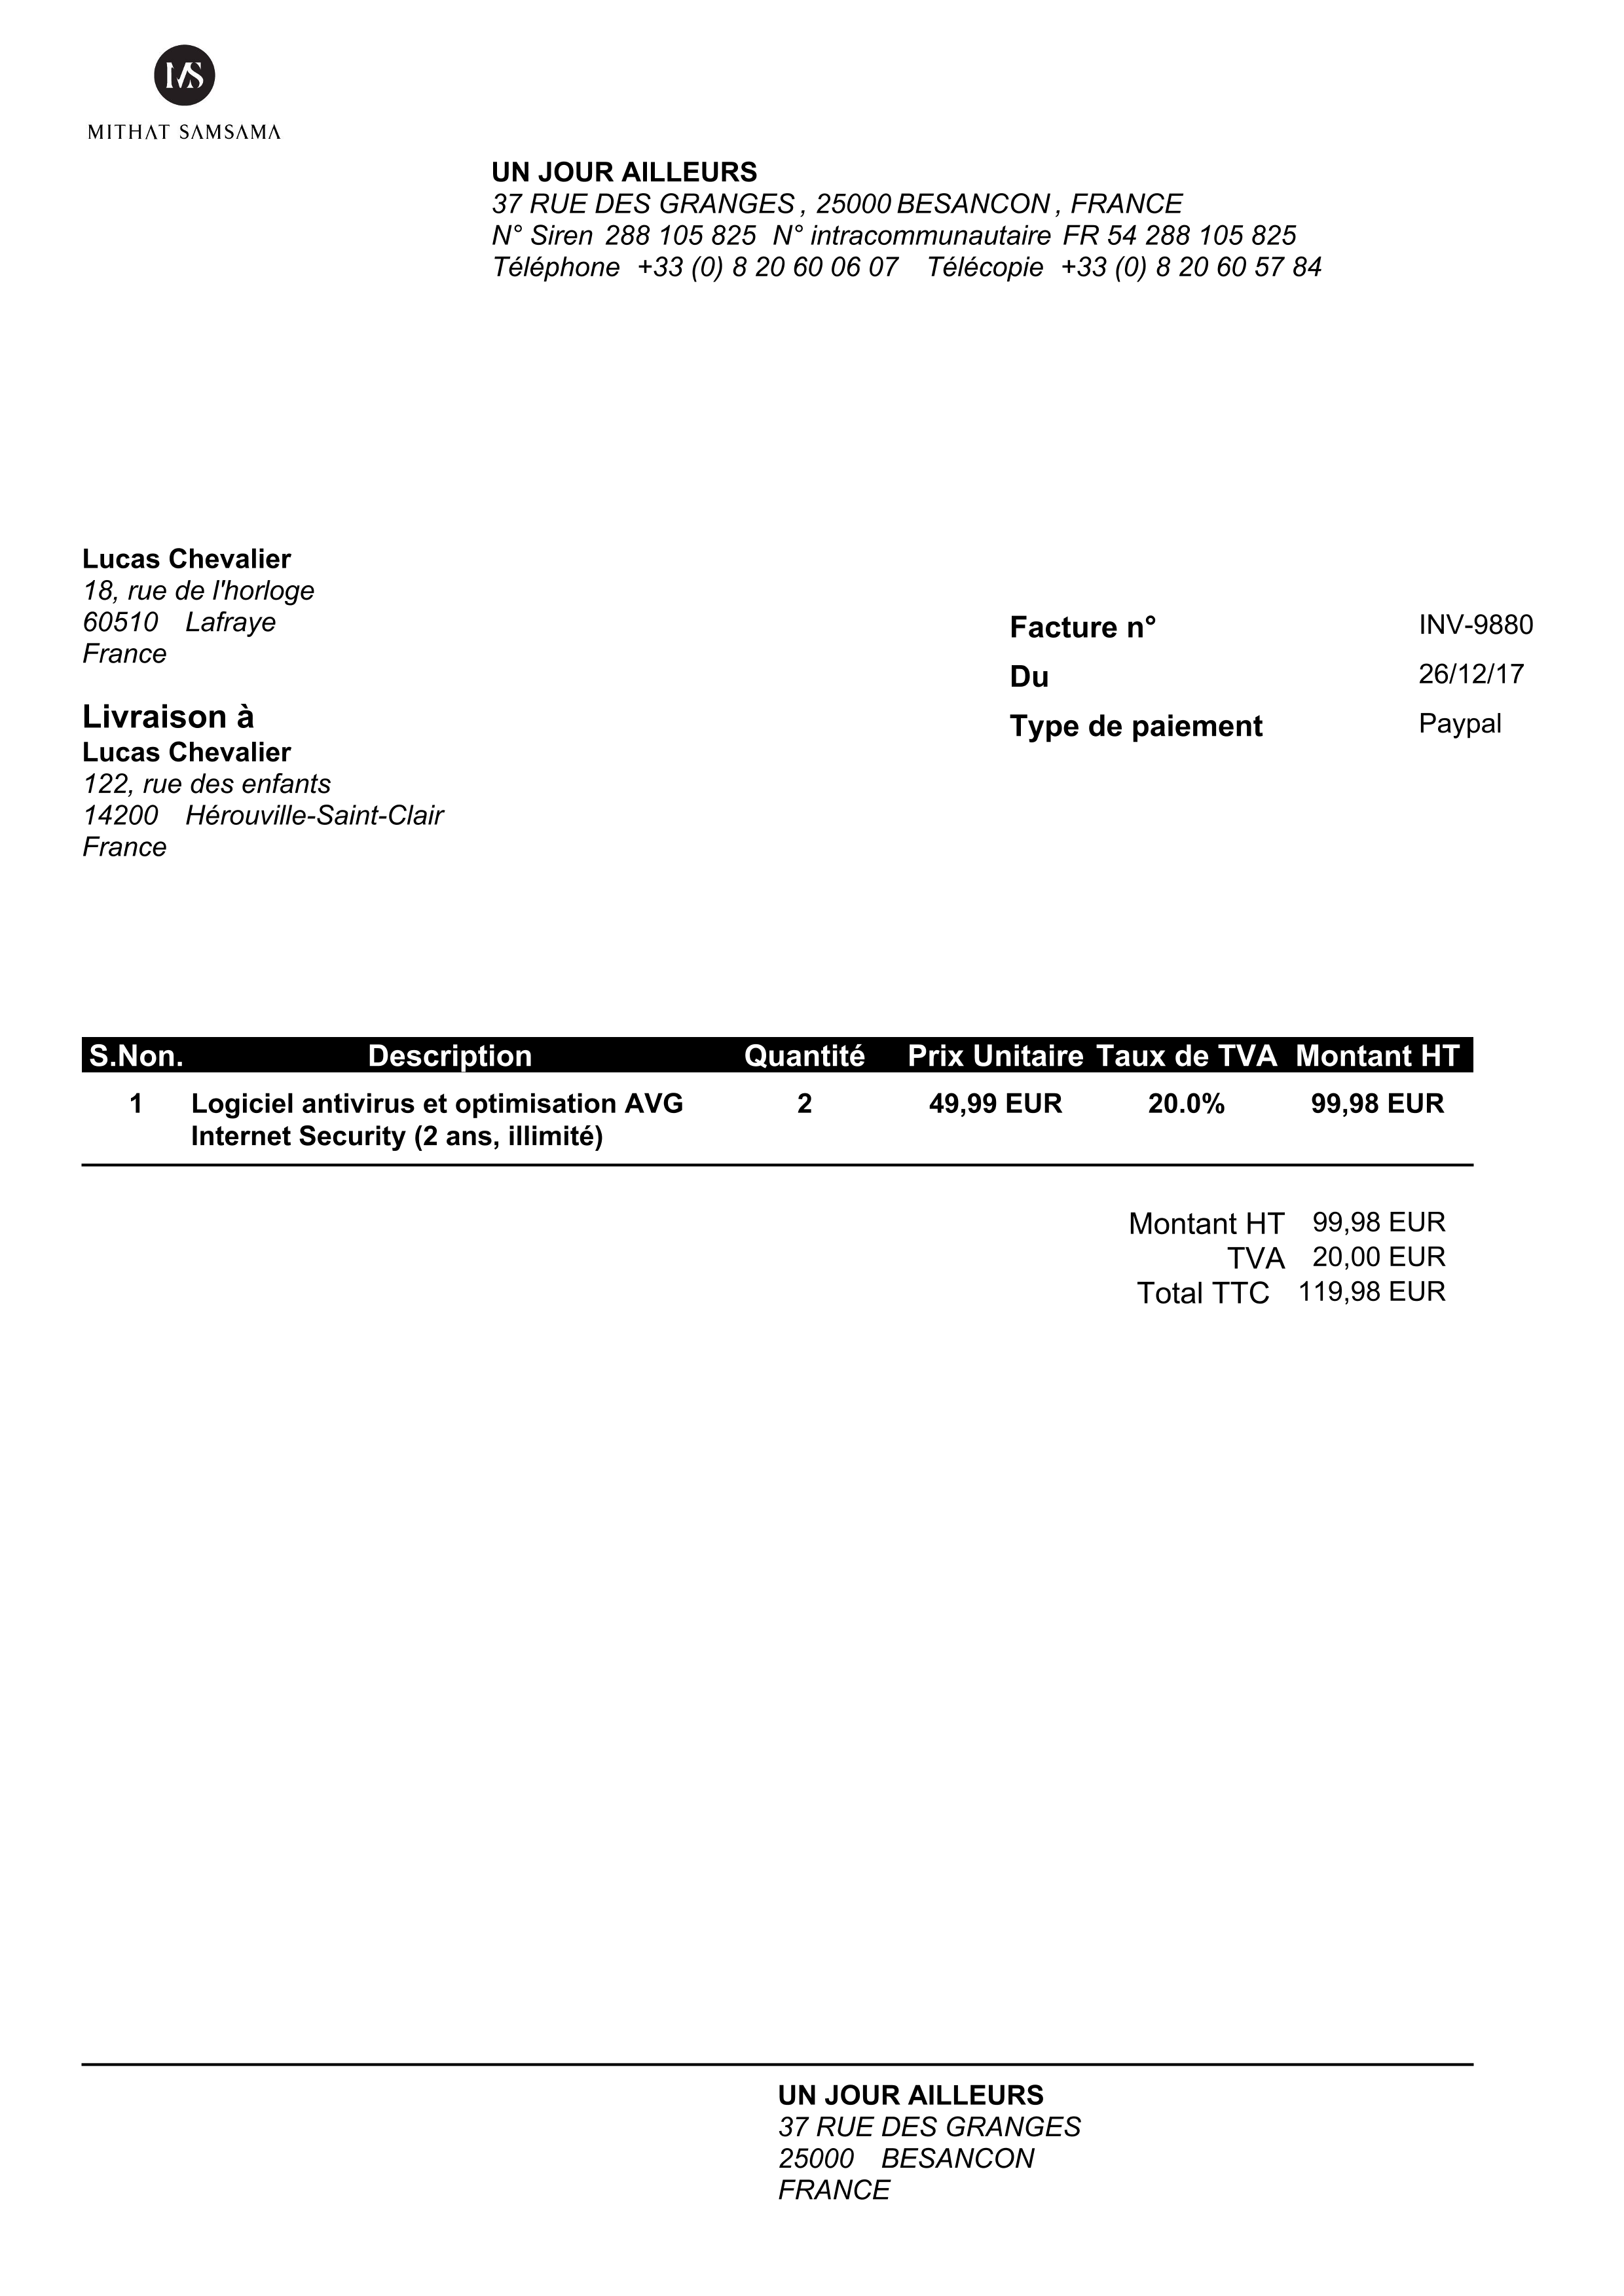 MS
MITHAT SAMSAMA
UN JOUR AILLEURS
37 RUE DES GRANGES , 25000 BESANCON , FRANCE
N° Siren 288 105 825 N° intracommunautaire FR 54 288 105 825
Téléphone +33 (0) 8 20 60 06 07 Télécopie +33 (0) 8 20 60 57 84
Lucas Chevalier
18, rue de l'horloge
60510 Lafraye
France
Livraison à
Lucas Chevalier
122, rue des enfants
14200 Hérouville-Saint-Clair
France
Facture n° INV-9880
Du 26/12/17
Type de paiement Paypal
S.Non. Description Quantité Prix Unitaire Taux de TVA Montant HT
1 Logiciel antivirus et optimisation AVG 2 49,99 EUR 20.0% 99,98 EUR
Internet Security (2 ans, illimité)
Montant HT 99,98 EUR
TVA 20,00 EUR
Total TTC 119,98 EUR
UN JOUR AILLEURS
37 RUE DES GRANGES
25000 BESANCON
FRANCE